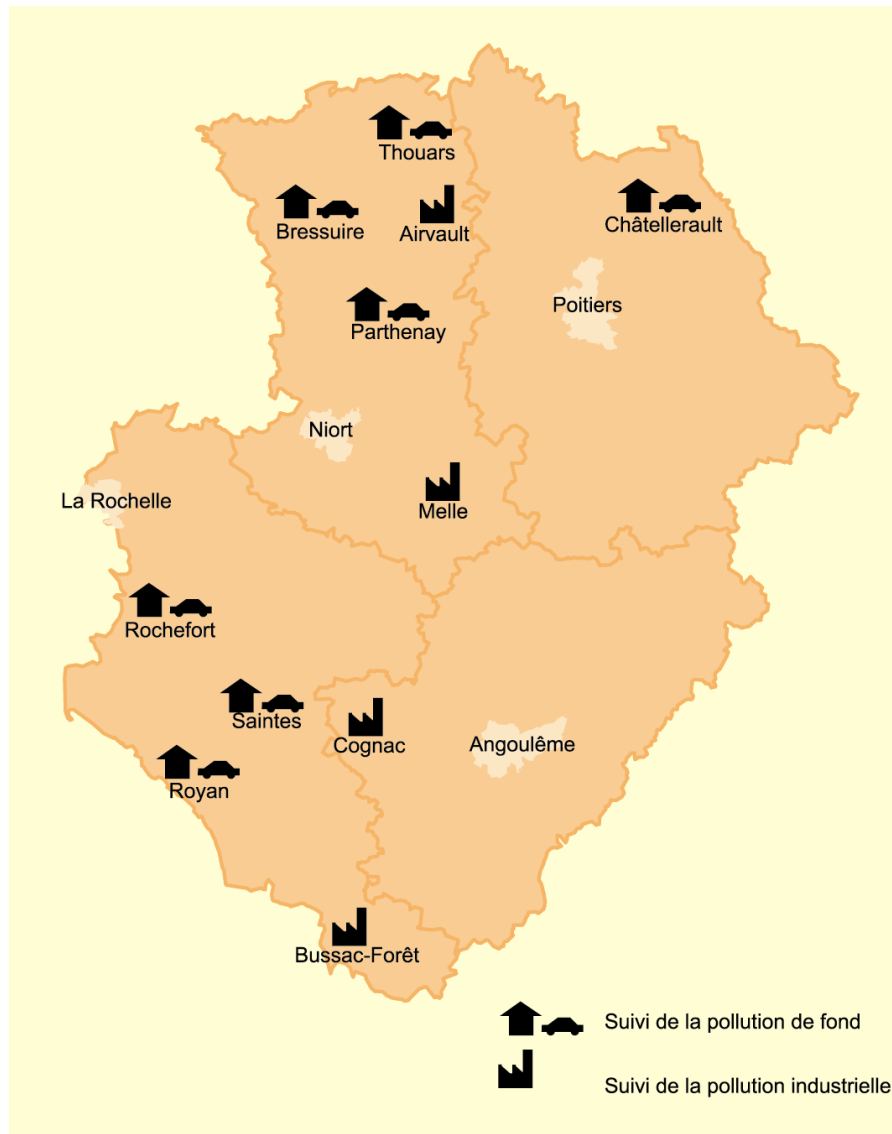 Thouars
Bressuire
Airvault
Châtellerault
Poitiers
Parthenay
Niort
La Rochelle
Melle
Rochefort
Saintes
Cognac
Angoulême
Royan
Bussac-Forêt
Suivi de la pollution de fond
Suivi de la pollution industrielle